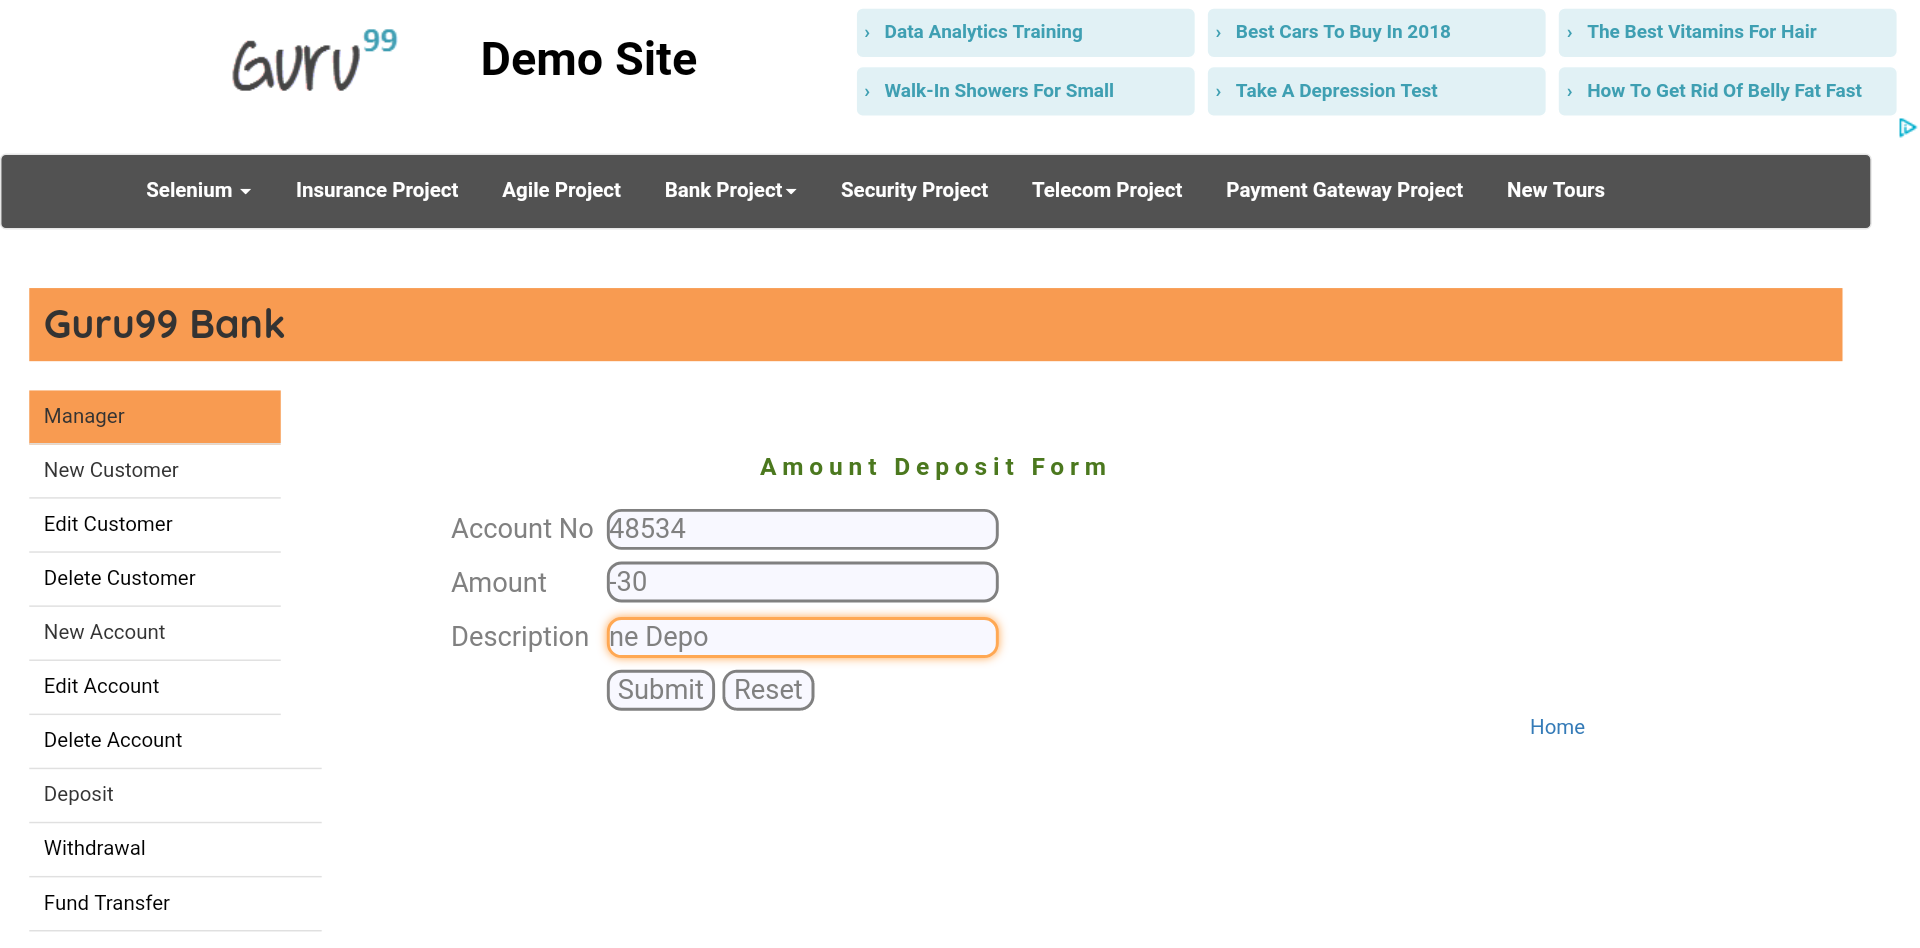 Guru99
Demo Site
› Data Analytics Training
› Best Cars To Buy In 2018
› The Best Vitamins For Hair
› Walk-In Showers For Small
› Take A Depression Test
› How To Get Rid Of Belly Fat Fast
Selenium Insurance Project Agile Project Bank Project Security Project Telecom Project Payment Gateway Project New Tours
Guru99 Bank
Manager
New Customer
Edit Customer
Delete Customer
New Account
Edit Account
Delete Account
Deposit
Withdrawal
Fund Transfer
Amount Deposit Form
Account No 48534
Amount -30
Description ne Depo
Submit Reset
Home